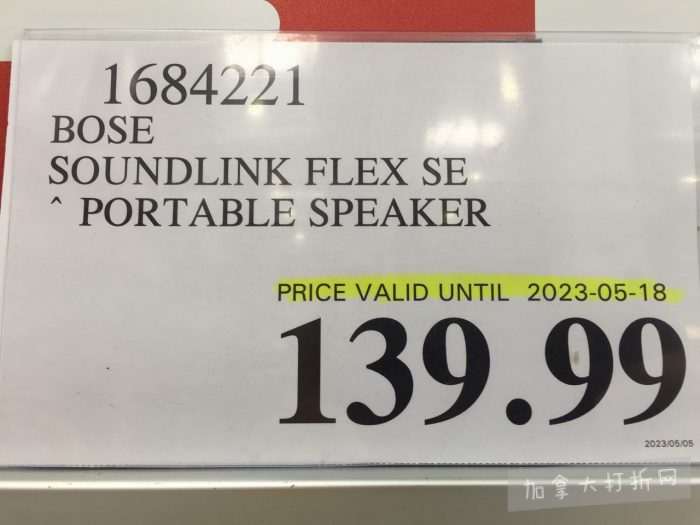 1684221
BOSE
SOUNDLINK FLEX SE
^ PORTABLE SPEAKER
PRICE VALID UNTIL 2023-05-18
139.99
2023/05/05
加拿大打折网